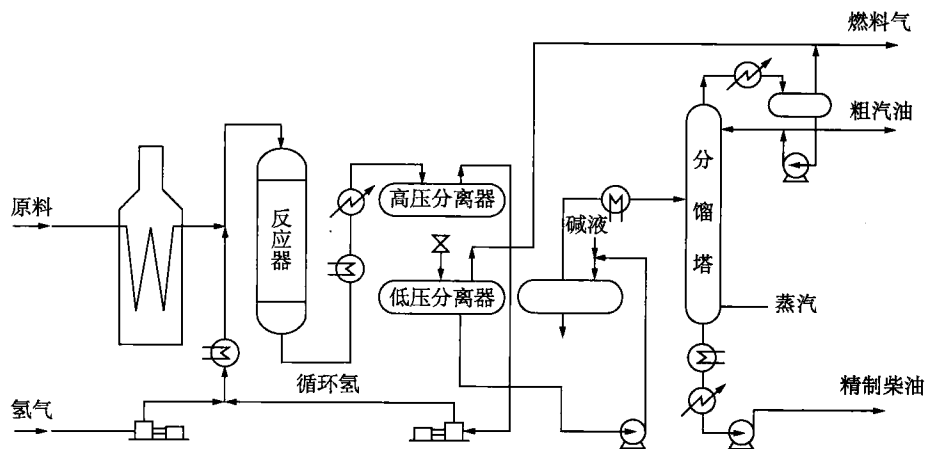 燃料气
粗汽油
分馏塔
高压分离器
原料
反应器
碱液
低压分离器
蒸汽
循环氢
精制柴油
氢气